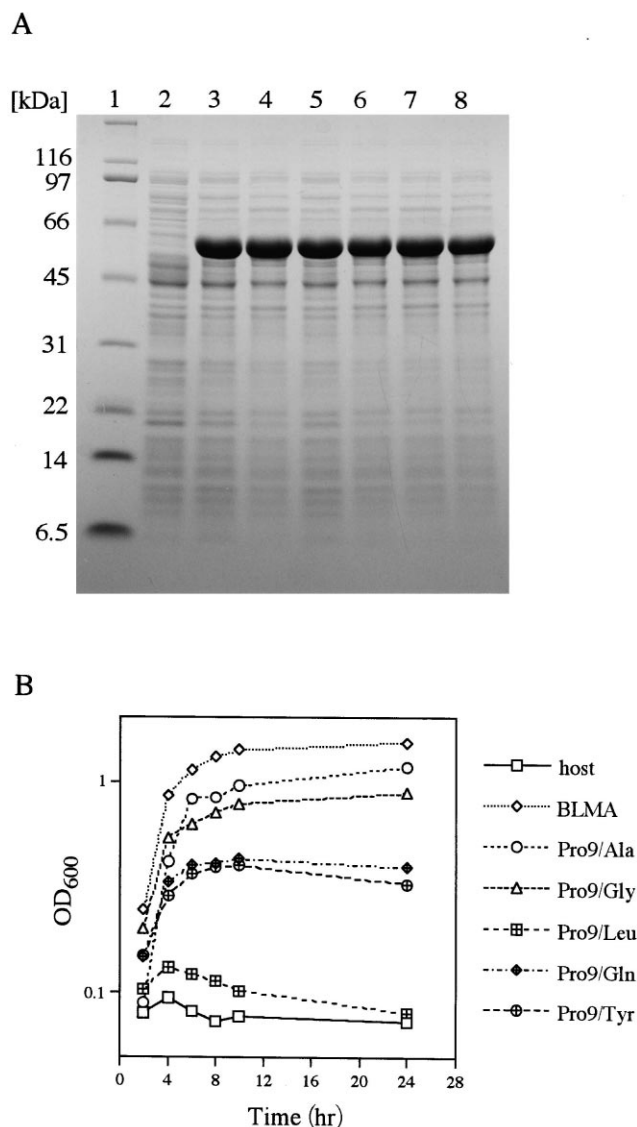 A
[kDa] 1 2 3 4 5 6 7 8
116
97
66
45
31
22
14
6.5
B
OD600
1
0.1
0 4 8 12 16 20 24 28
Time (hr)
host
BLMA
Pro9/Ala
Pro9/Gly
Pro9/Leu
Pro9/Gln
Pro9/Tyr